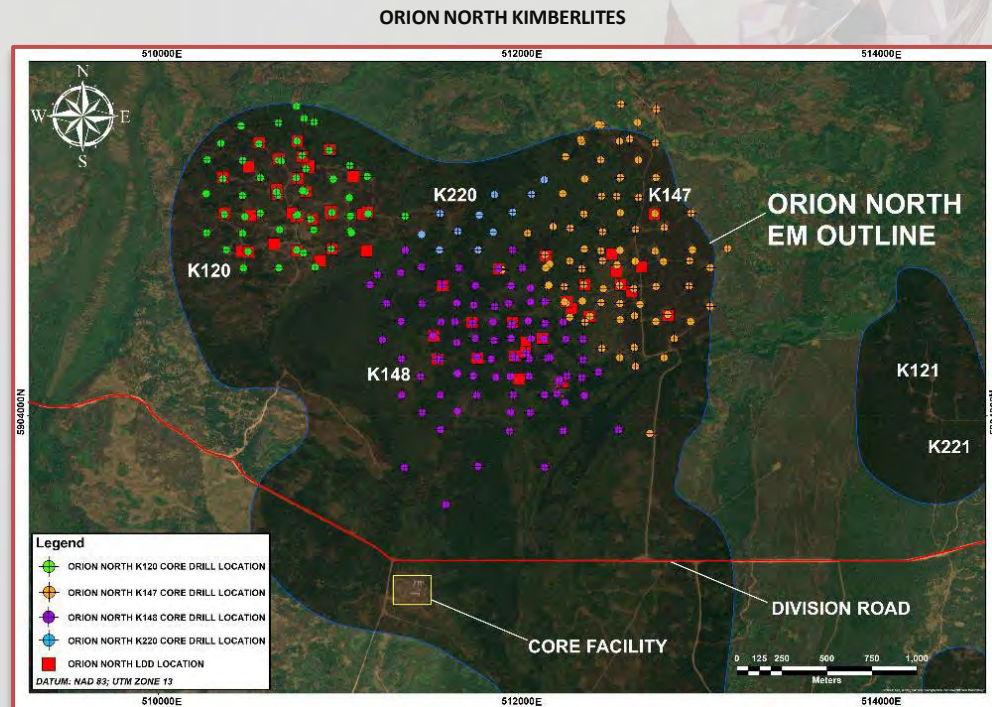 ORION NORTH KIMBERLITES
510000E
512000E
514000E
N
W
E
S
K220
K147
ORION NORTH
EM OUTLINE
K120
K148
K121
K221
5904000N
Legend
ORION NORTH K120 CORE DRILL LOCATION
ORION NORTH K147 CORE DRILL LOCATION
ORION NORTH K148 CORE DRILL LOCATION
ORION NORTH K220 CORE DRILL LOCATION
ORION NORTH LDD LOCATION
DATUM: NAD 83; UTM ZONE 13
DIVISION ROAD
CORE FACILITY
0 125 250 500 750 1,000
Meters
510000E
512000E
514000E